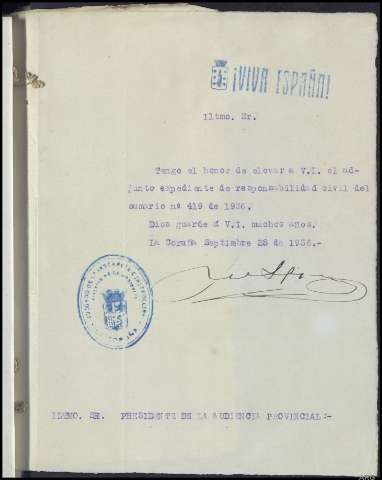 ¡VIVA ESPAÑA!
Iltmo. Sr.
Tengo el honor de elevar a V.I. el ad-
junto expediente de responsabilidad civil del
sumario nº 419 de 1936.
Dios guarde á V.I. muchos años.
La Coruña Septiembre 28 de 1936.-
ILTMO. SR. PRESIDENTE DE LA AUDIENCIA PROVINCIAL:-